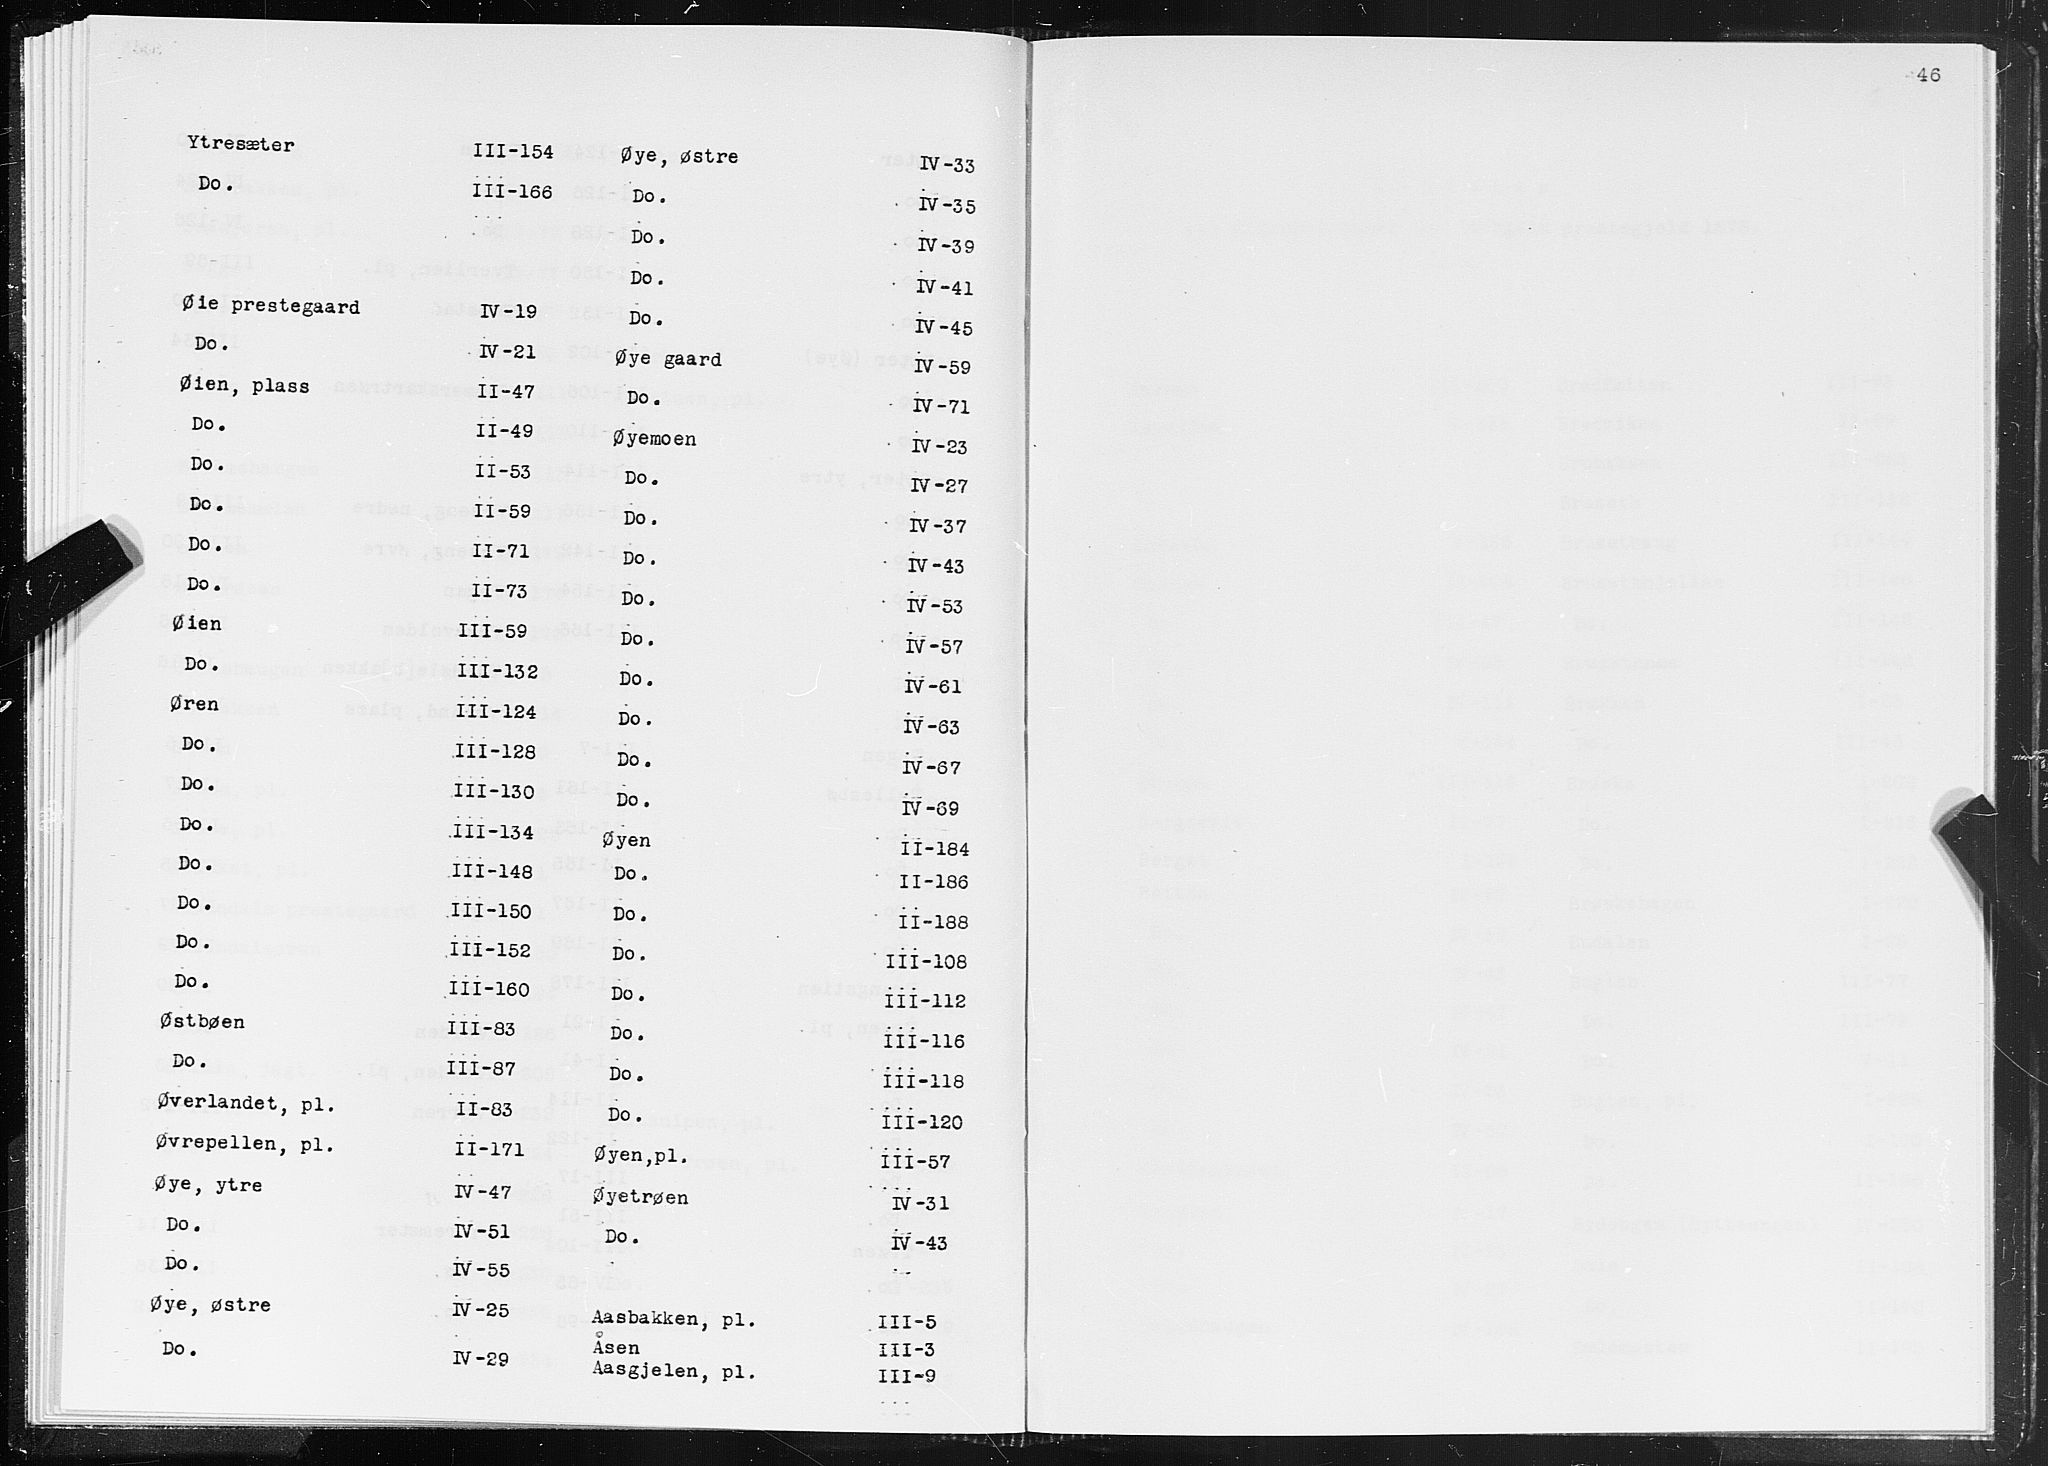 Ytresæter III-154
Do. III-166
Øie prestegaard IV-19
Do. IV-21
Øien, plass II-47
Do. II-49
Do. II-53
Do. II-59
Do. II-71
Do. II-73
Øien III-59
Do. III-132
Øren III-124
Do. III-128
Do. III-130
Do. III-134
Do. III-148
Do. III-150
Do. III-152
Do. III-160
Østbøen III-83
Do. III-87
Øverlandet, pl. II-83
Øvrepellen, pl. II-171
Øye, ytre IV-47
Do. IV-51
Do. IV-55
Øye, østre IV-25
Do. IV-29
Øye, østre IV-33
Do. IV-35
Do. IV-39
Do. IV-41
Do. IV-45
Øye gaard IV-59
Do. IV-71
Øyemoen IV-23
Do. IV-27
Do. IV-37
Do. IV-43
Do. IV-53
Do. IV-57
Do. IV-61
Do. IV-63
Do. IV-67
Do. IV-69
Øyen II-184
Do. II-186
Do. II-188
Do. III-108
Do. III-112
Do. III-116
Do. III-118
Do. III-120
Øyen,pl. III-57
Øyetrøen IV-31
Do. IV-43
Aasbakken, pl. III-5
Åsen III-3
Aasgjelen, pl. III-9
46